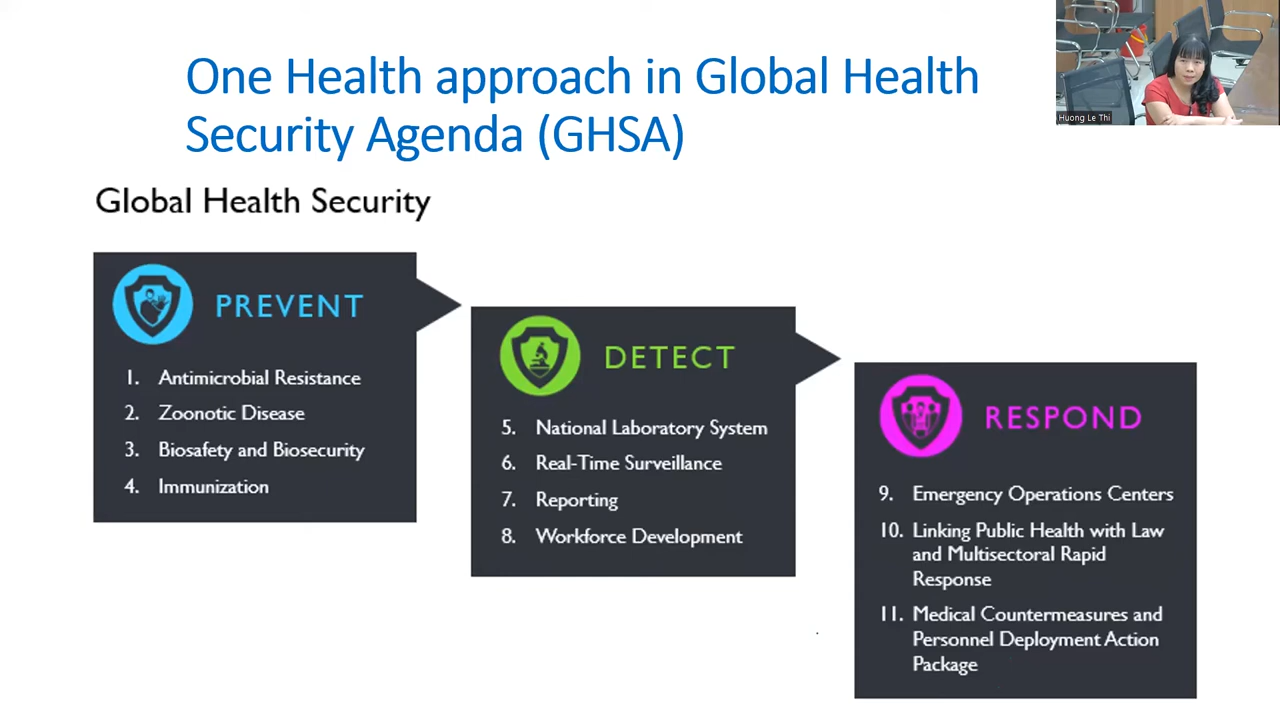 One Health approach in Global Health
Security Agenda (GHSA)
Huong Le Thi
Global Health Security
PREVENT
1. Antimicrobial Resistance
2. Zoonotic Disease
3. Biosafety and Biosecurity
4. Immunization
DETECT
5. National Laboratory System
6. Real-Time Surveillance
7. Reporting
8. Workforce Development
RESPOND
9. Emergency Operations Centers
10. Linking Public Health with Law
and Multisectoral Rapid
Response
11. Medical Countermeasures and
Personnel Deployment Action
Package